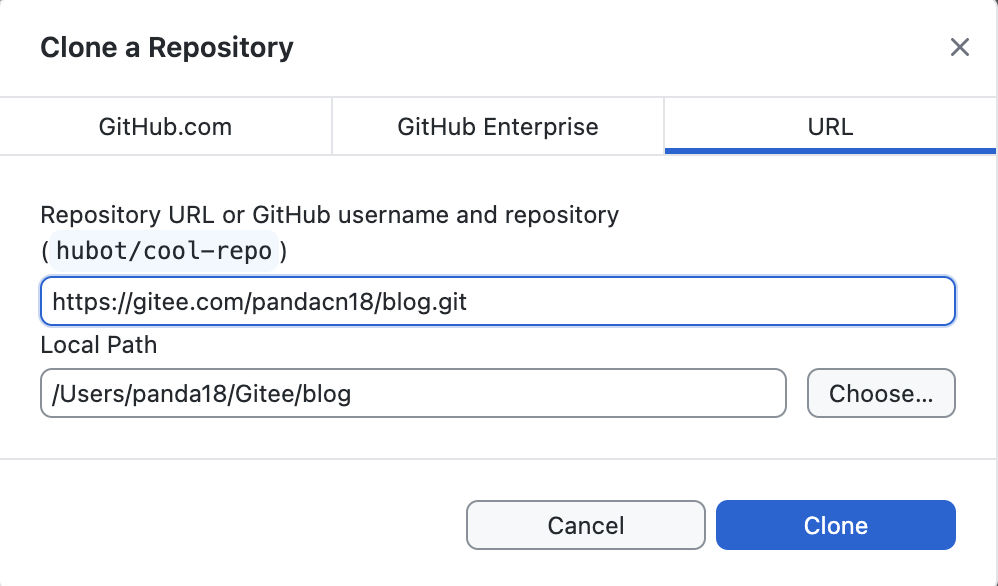 Clone a Repository
GitHub.com
GitHub Enterprise
URL
Repository URL or GitHub username and repository
(hubot/cool-repo)
https://gitee.com/pandacn18/blog.git
Local Path
/Users/panda18/Gitee/blog
Choose...
Cancel
Clone